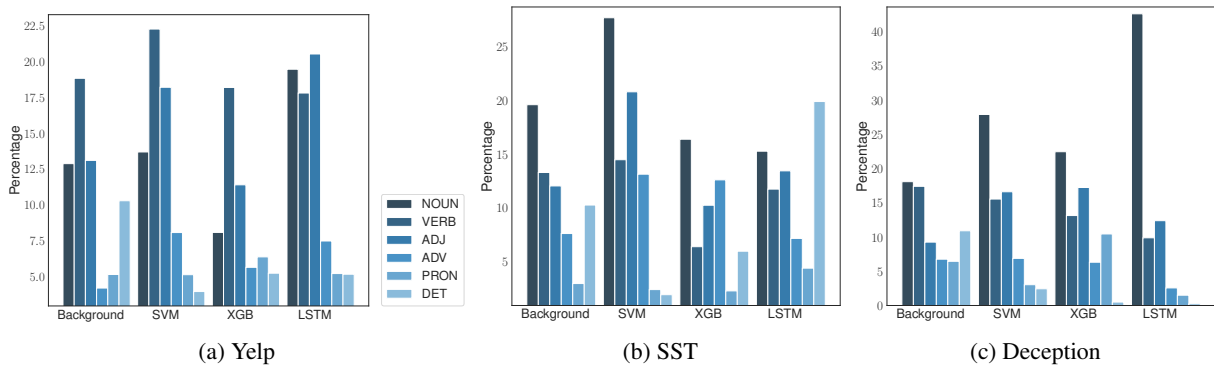 22.5
20.0
17.5
15.0
12.5
10.0
7.5
5.0
Percentage
Background SVM XGB LSTM
(a) Yelp
NOUN
VERB
ADJ
ADV
PRON
DET
25
20
15
10
5
Percentage
Background SVM XGB LSTM
(b) SST
40
35
30
25
20
15
10
5
0
Percentage
Background SVM XGB LSTM
(c) Deception